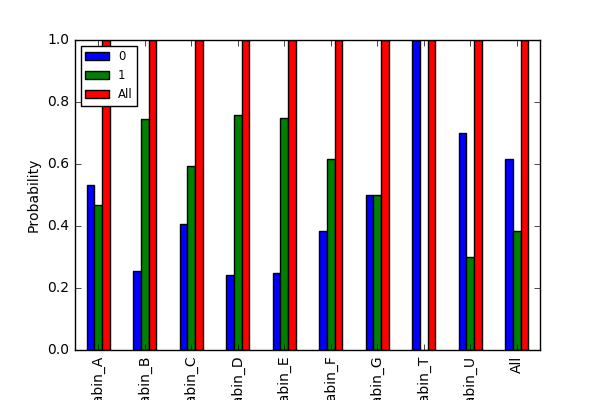 1.0
0.8
0.6
0.4
0.2
0.0
Probability
0
1
All
abin_A
abin_B
abin_C
abin_D
abin_E
abin_F
abin_G
abin_T
abin_U
All